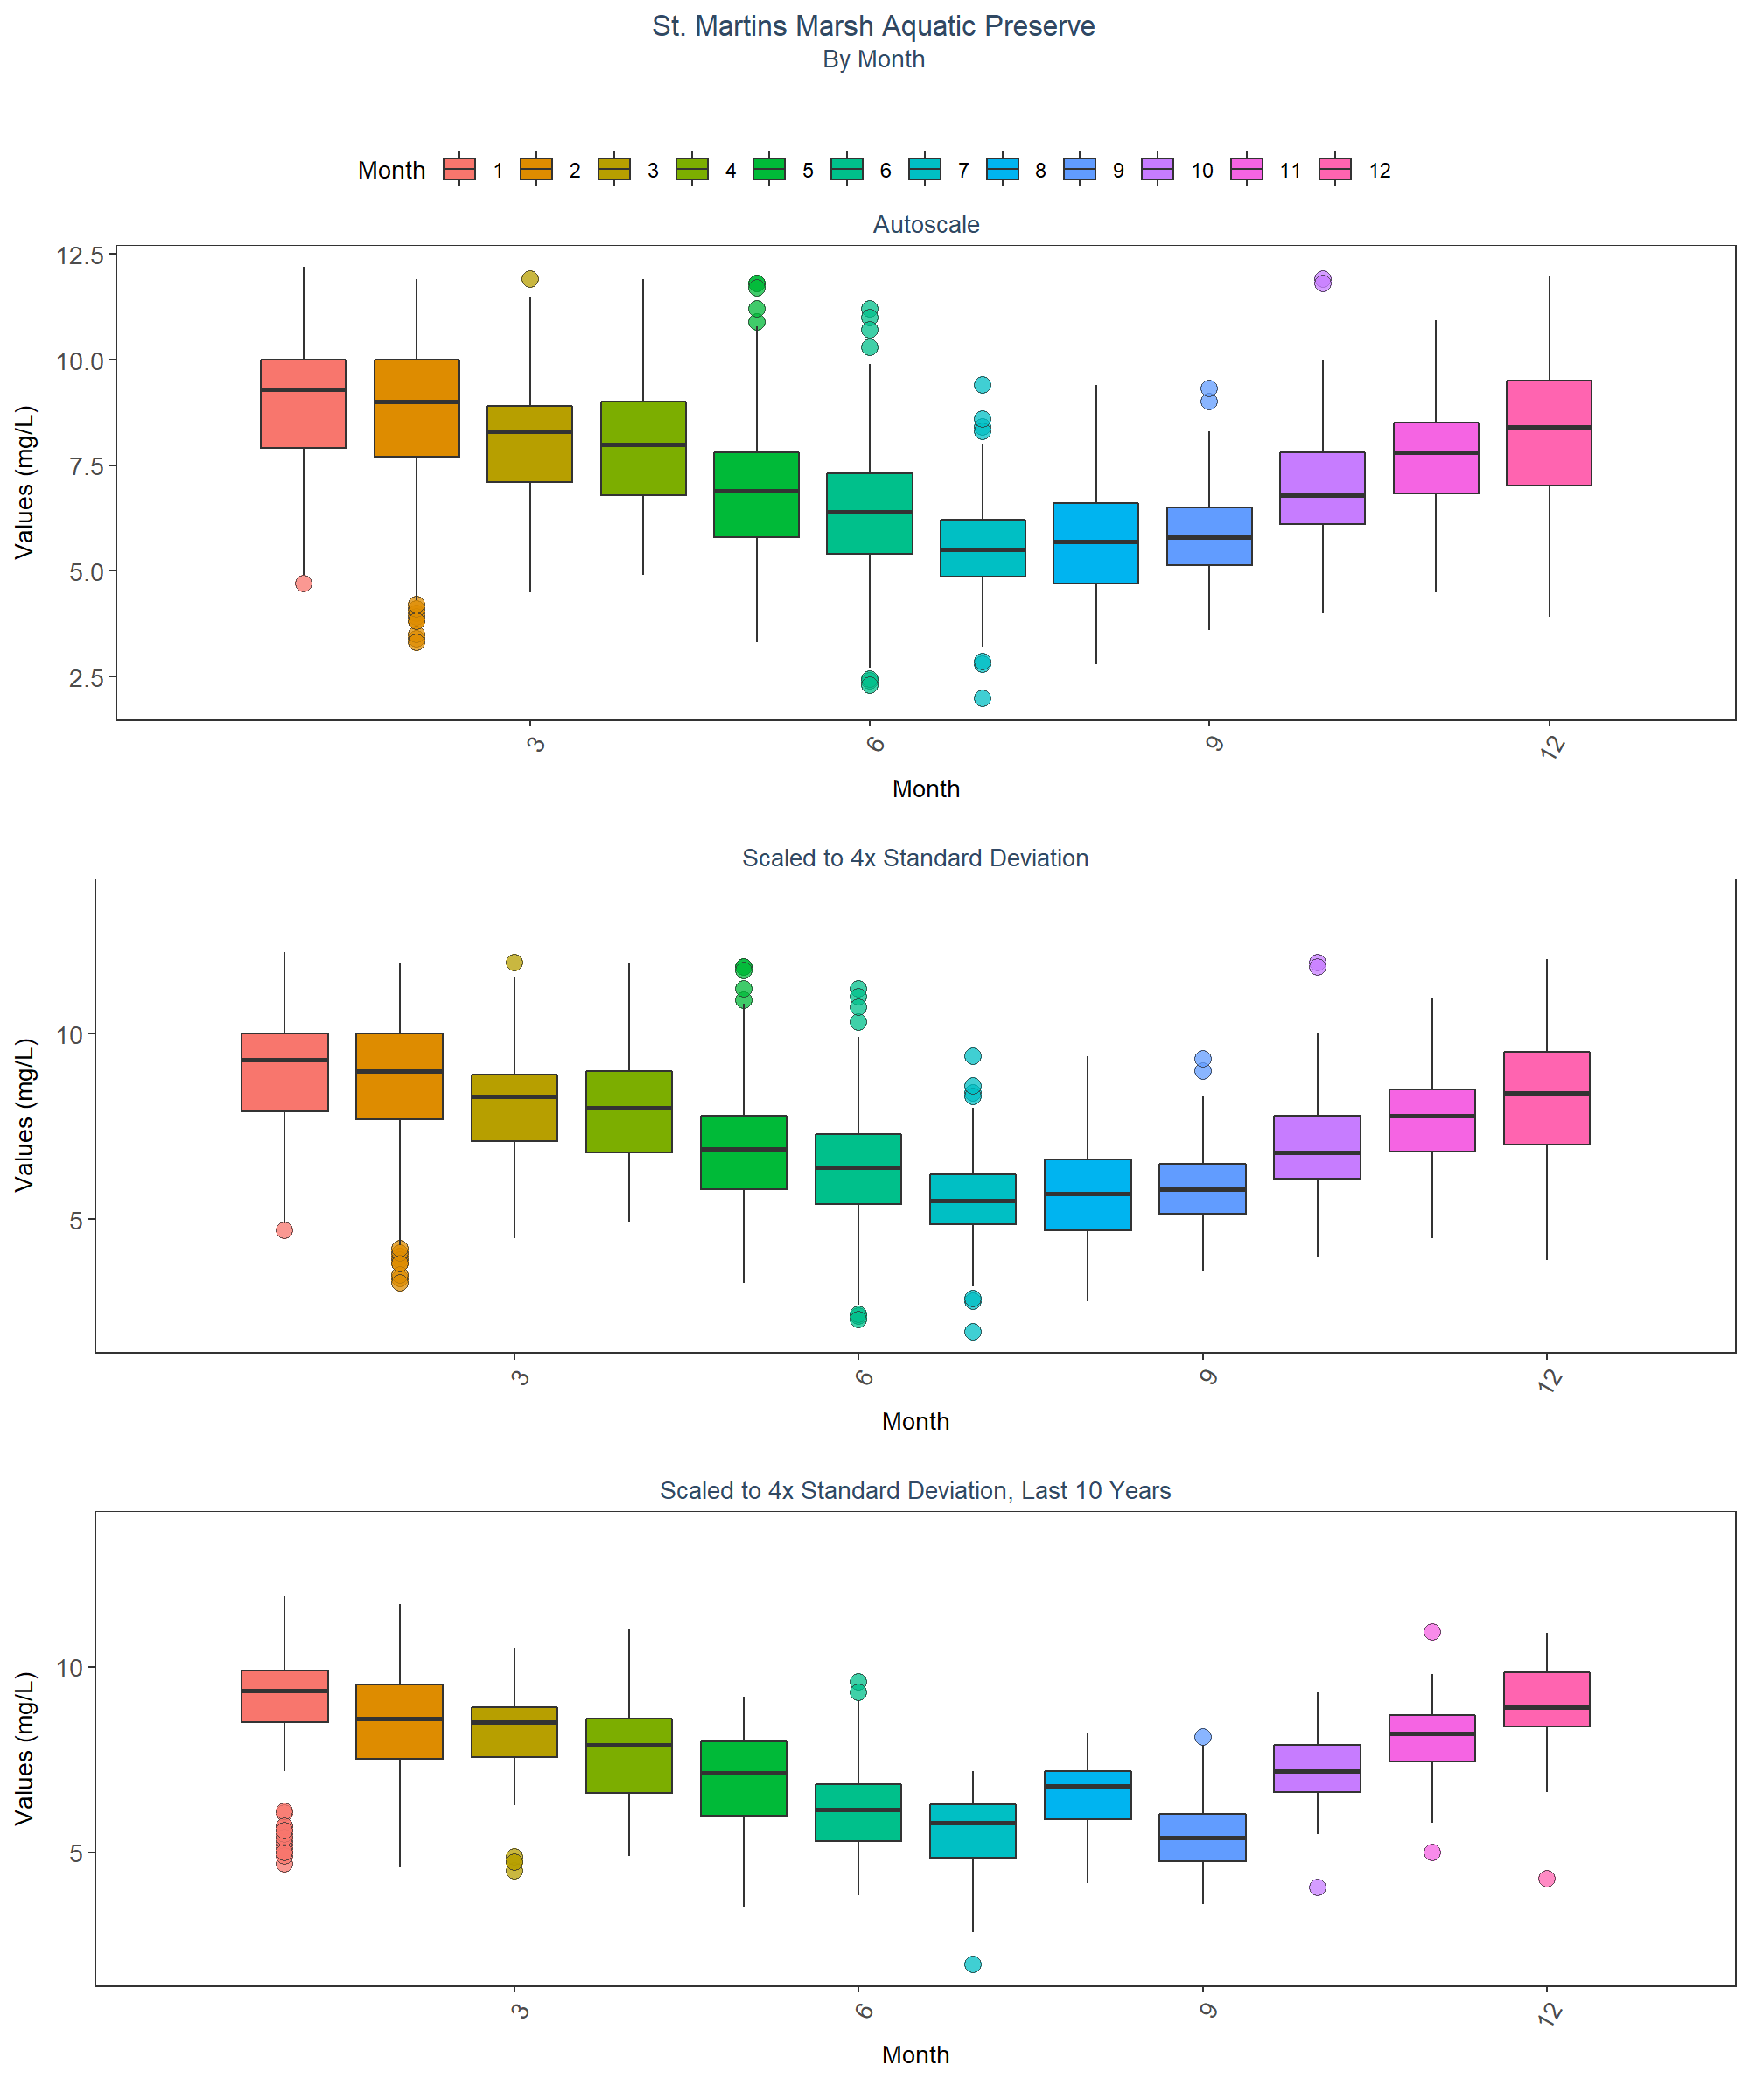 St. Martins Marsh Aquatic Preserve
By Month
Month 1 2 3 4 5 6 7 8 9 10 11 12
Autoscale
Values (mg/L)
12.5
10.0
7.5
5.0
2.5
3 6 9 12
Month
Scaled to 4x Standard Deviation
Values (mg/L)
10
5
3 6 9 12
Month
Scaled to 4x Standard Deviation, Last 10 Years
Values (mg/L)
10
5
3 6 9 12
Month